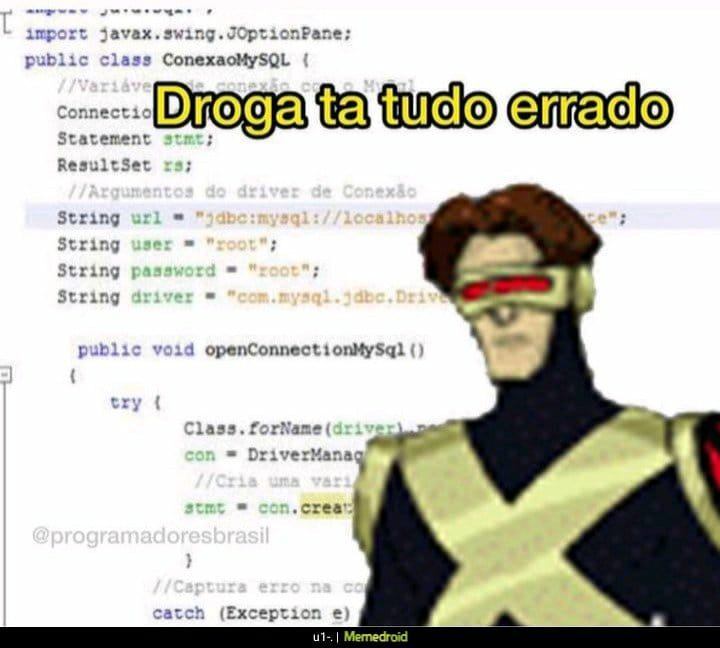 import javax.swing.JOptionPane;
public class ConexaoMySQL {
Droga ta tudo errado
Statement stmt;
ResultSet rs;
//Argumentos do driver de Conexão
String url = "jdbc:mysql://localhos
String user = "root";
String password = "root";
String driver = "com.mysql.jdbc.Drive
public void openConnectionMySql()
{
try {
Class.forName(driver)
con = DriverManag
//Cria uma vari
stmt = con.creat
@programadoresbrasil
}
//Captura erro na co
catch (Exception e)
u1-. | Memedroid